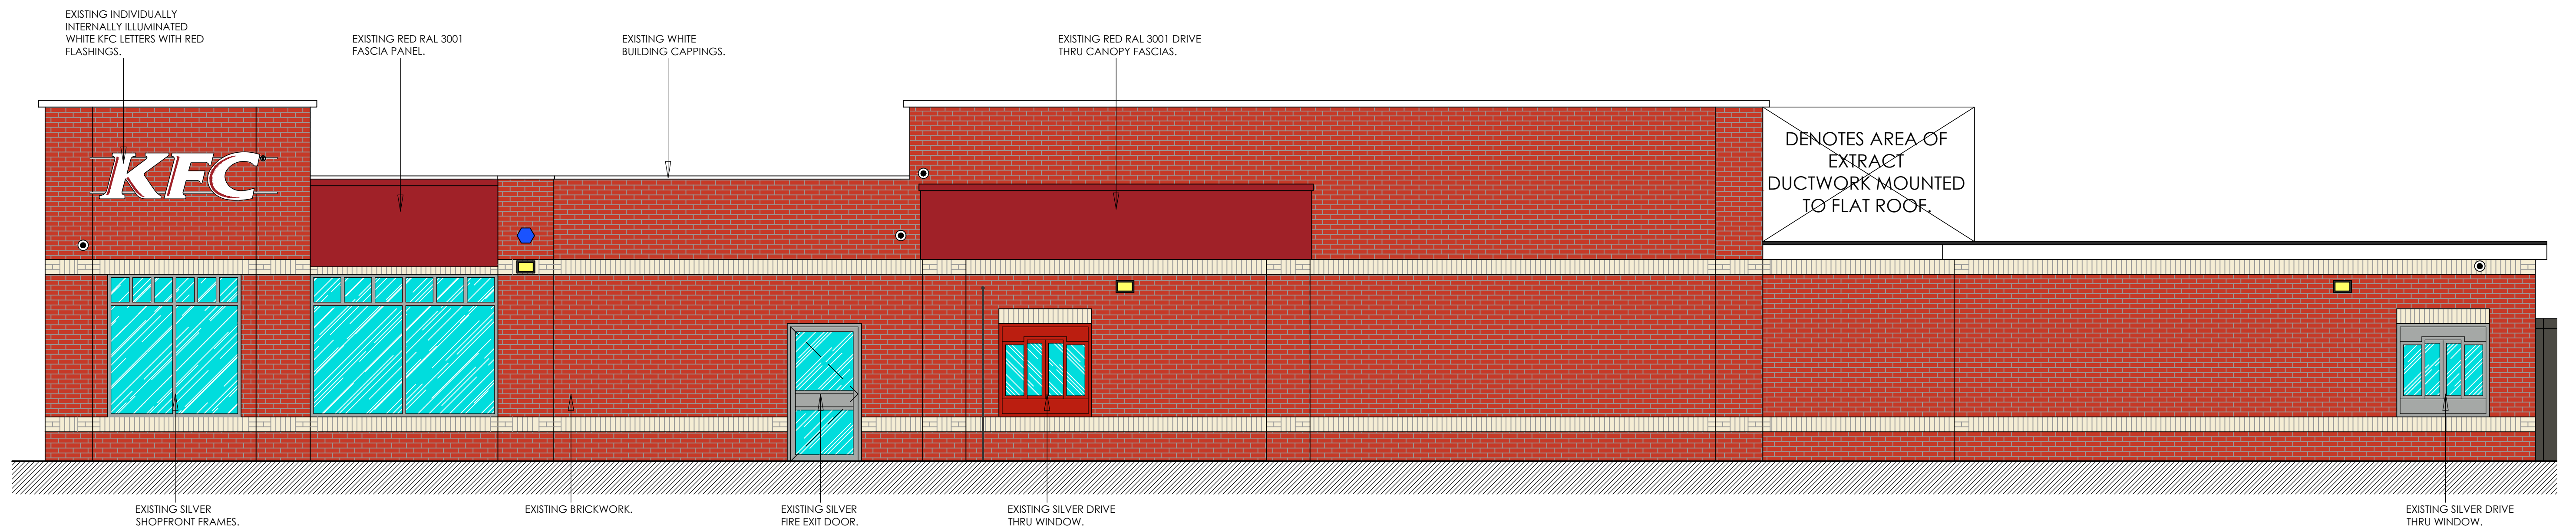 EXISTING INDIVIDUALLY
INTERNALLY ILLUMINATED
WHITE KFC LETTERS WITH RED
FLASHINGS.
EXISTING RED RAL 3001
FASCIA PANEL.
EXISTING WHITE
BUILDING CAPPINGS.
EXISTING RED RAL 3001 DRIVE
THRU CANOPY FASCIAS.
KFC
DENOTES AREA OF
EXTRACT
DUCTWORK MOUNTED
TO FLAT ROOF.
EXISTING SILVER
SHOPFRONT FRAMES.
EXISTING BRICKWORK.
EXISTING SILVER
FIRE EXIT DOOR.
EXISTING SILVER DRIVE
THRU WINDOW.
EXISTING SILVER DRIVE
THRU WINDOW.